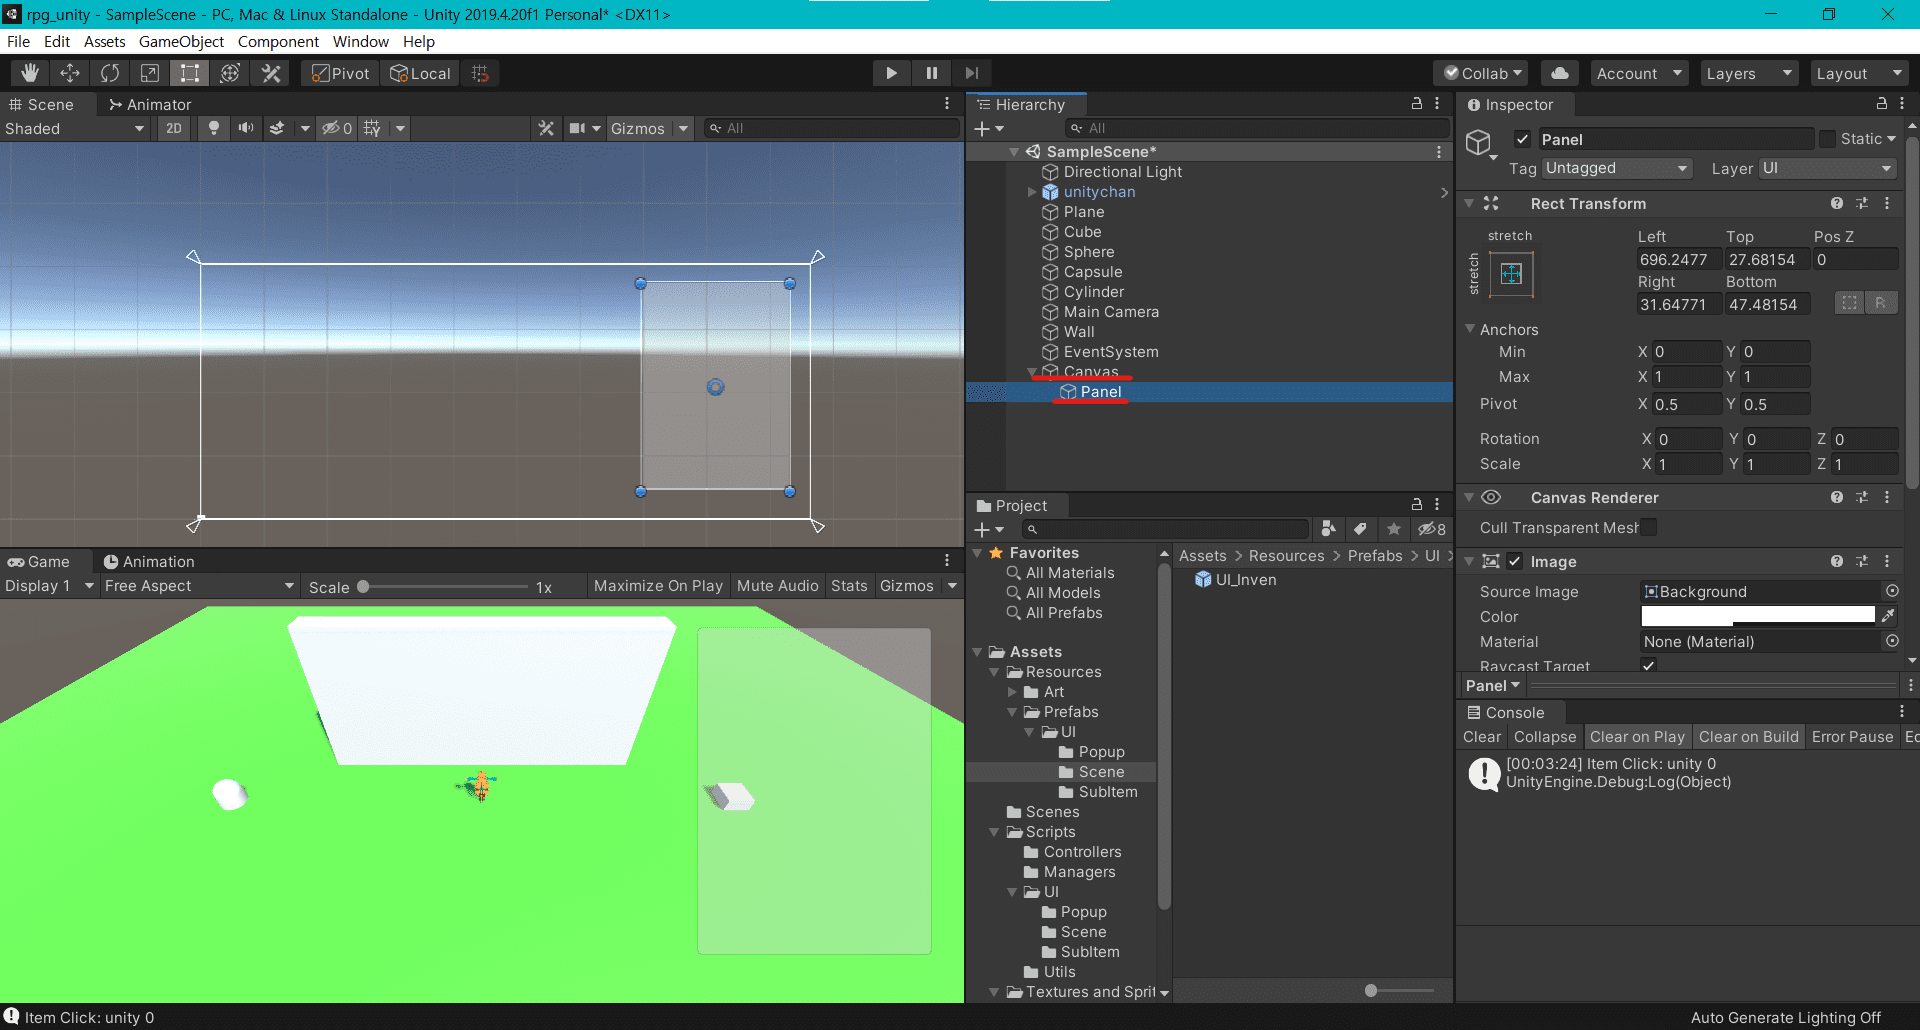 rpg_unity - SampleScene - PC, Mac & Linux Standalone - Unity 2019.4.20f1 Personal* <DX11>
File Edit Assets GameObject Component Window Help
Pivot Local Collab Account Layers Layout
Scene Animator
Shaded 2D 0 Gizmos All
Hierarchy
All
SampleScene*
Directional Light
unitychan
Plane
Cube
Sphere
Capsule
Cylinder
Main Camera
Wall
EventSystem
Canvas
Panel
Game Animation
Display 1 Free Aspect Scale 1x Maximize On Play Mute Audio Stats Gizmos
Project
8
Favorites
All Materials
All Models
All Prefabs
Assets
Resources
Art
Prefabs
UI
Popup
Scene
SubItem
Scenes
Scripts
Controllers
Managers
UI
Popup
Scene
SubItem
Utils
Textures and Sprit
Assets > Resources > Prefabs > UI >
UI_Inven
Inspector
Panel Static
Tag Untagged Layer UI
Rect Transform
stretch
stretch
Left Top Pos Z
696.2477 27.68154 0
Right Bottom
31.64771 47.48154 R
Anchors
Min X 0 Y 0
Max X 1 Y 1
Pivot X 0.5 Y 0.5
Rotation X 0 Y 0 Z 0
Scale X 1 Y 1 Z 1
Canvas Renderer
Cull Transparent Mesh
Image
Source Image Background
Color
Material None (Material)
Raycast Target
Panel
Console
Clear Collapse Clear on Play Clear on Build Error Pause Ed
[00:03:24] Item Click: unity 0
UnityEngine.Debug:Log(Object)
Item Click: unity 0
Auto Generate Lighting Off